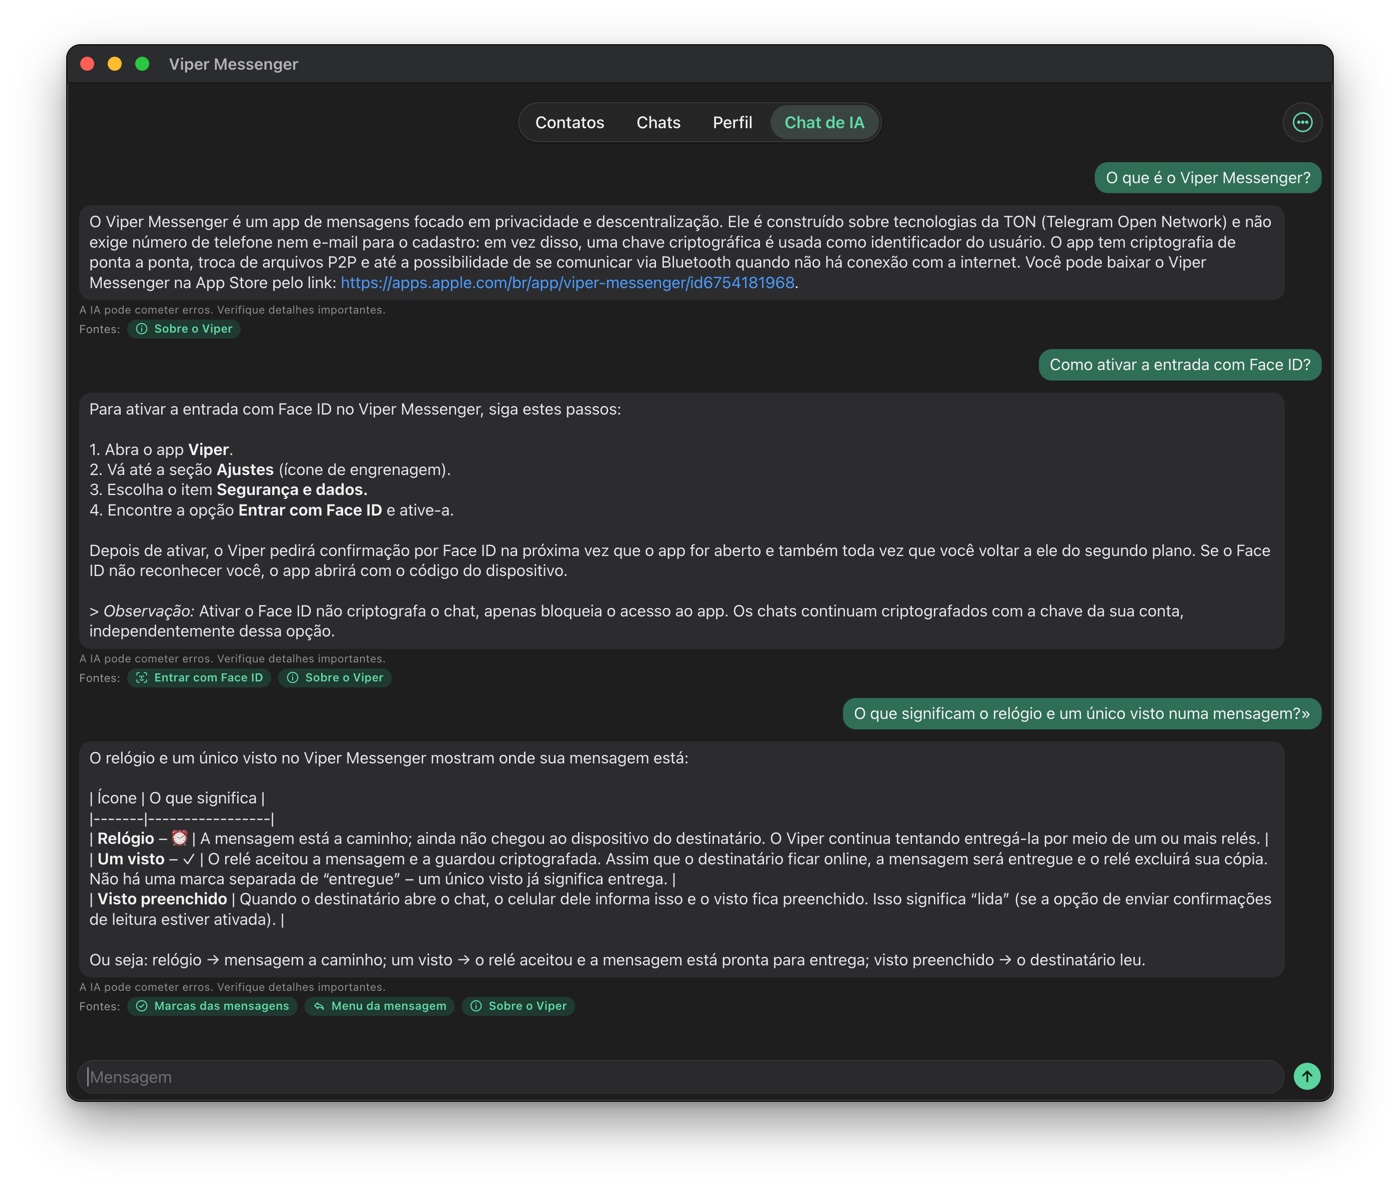 Viper Messenger
Contatos Chats Perfil Chat de IA
O que é o Viper Messenger?
O Viper Messenger é um app de mensagens focado em privacidade e descentralização. Ele é construído sobre tecnologias da TON (Telegram Open Network) e não
exige número de telefone nem e-mail para o cadastro: em vez disso, uma chave criptográfica é usada como identificador do usuário. O app tem criptografia de
ponta a ponta, troca de arquivos P2P e até a possibilidade de se comunicar via Bluetooth quando não há conexão com a internet. Você pode baixar o Viper
Messenger na App Store pelo link: https://apps.apple.com/br/app/viper-messenger/id6754181968.
A IA pode cometer erros. Verifique detalhes importantes.
Fontes: Sobre o Viper
Como ativar a entrada com Face ID?
Para ativar a entrada com Face ID no Viper Messenger, siga estes passos:
1. Abra o app Viper.
2. Vá até a seção Ajustes (ícone de engrenagem).
3. Escolha o item Segurança e dados.
4. Encontre a opção Entrar com Face ID e ative-a.
Depois de ativar, o Viper pedirá confirmação por Face ID na próxima vez que o app for aberto e também toda vez que você voltar a ele do segundo plano. Se o Face
ID não reconhecer você, o app abrirá com o código do dispositivo.
> Observação: Ativar o Face ID não criptografa o chat, apenas bloqueia o acesso ao app. Os chats continuam criptografados com a chave da sua conta,
independentemente dessa opção.
A IA pode cometer erros. Verifique detalhes importantes.
Fontes: Entrar com Face ID Sobre o Viper
O que significam o relógio e um único visto numa mensagem?»
O relógio e um único visto no Viper Messenger mostram onde sua mensagem está:
| Ícone | O que significa |
|-------|-----------------|
| Relógio – ⏰ | A mensagem está a caminho; ainda não chegou ao dispositivo do destinatário. O Viper continua tentando entregá-la por meio de um ou mais relés. |
| Um visto – ✓ | O relé aceitou a mensagem e a guardou criptografada. Assim que o destinatário ficar online, a mensagem será entregue e o relé excluirá sua cópia.
Não há uma marca separada de “entregue” – um único visto já significa entrega. |
| Visto preenchido | Quando o destinatário abre o chat, o celular dele informa isso e o visto fica preenchido. Isso significa “lida” (se a opção de enviar confirmações
de leitura estiver ativada). |
Ou seja: relógio → mensagem a caminho; um visto → o relé aceitou e a mensagem está pronta para entrega; visto preenchido → o destinatário leu.
A IA pode cometer erros. Verifique detalhes importantes.
Fontes: Marcas das mensagens Menu da mensagem Sobre o Viper
Mensagem